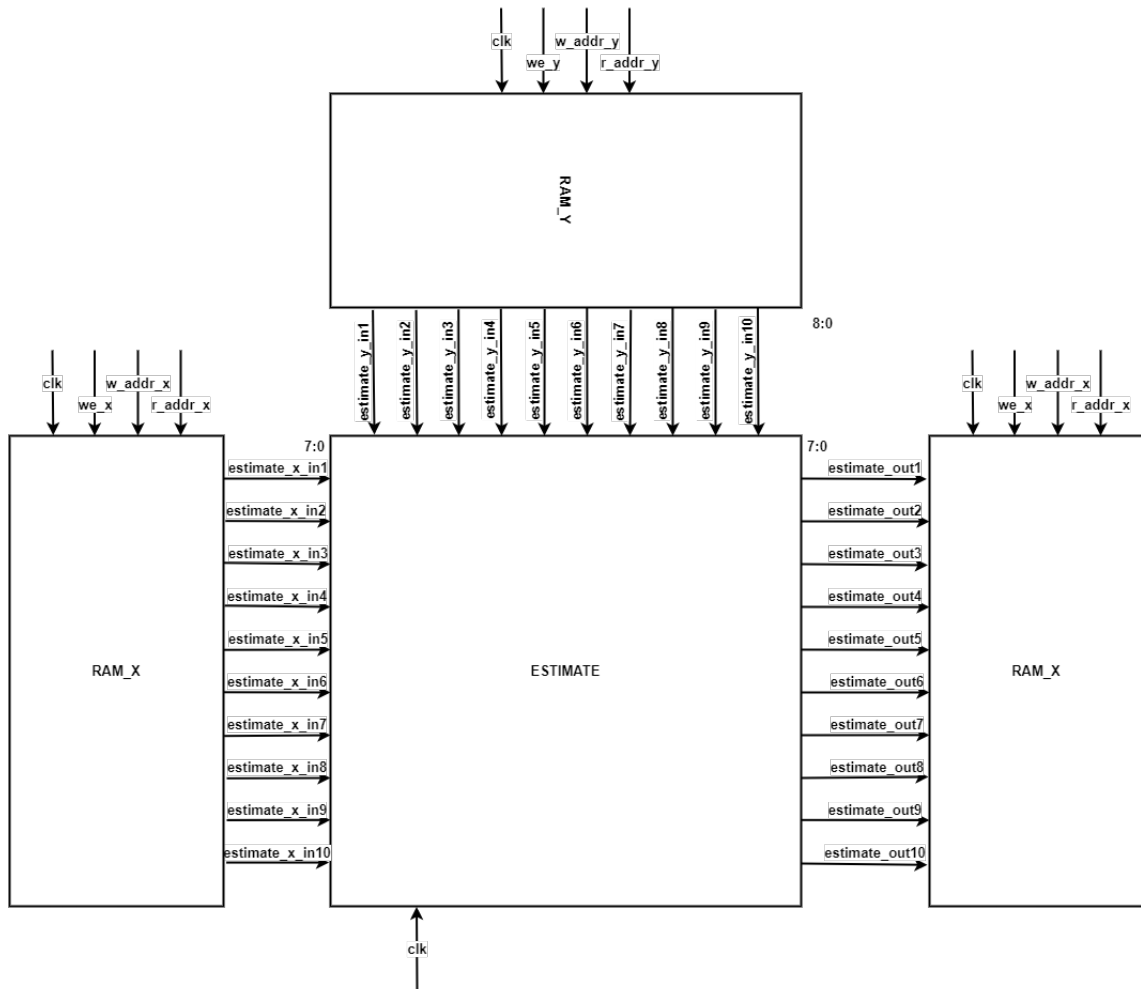 clk
we_y
w_addr_y
r_addr_y
RAM_Y
8:0
estimate_y_in1
estimate_y_in2
estimate_y_in3
estimate_y_in4
estimate_y_in5
estimate_y_in6
estimate_y_in7
estimate_y_in8
estimate_y_in9
estimate_y_in10
clk
we_x
w_addr_x
r_addr_x
RAM_X
7:0
estimate_x_in1
estimate_x_in2
estimate_x_in3
estimate_x_in4
estimate_x_in5
estimate_x_in6
estimate_x_in7
estimate_x_in8
estimate_x_in9
estimate_x_in10
ESTIMATE
clk
7:0
estimate_out1
estimate_out2
estimate_out3
estimate_out4
estimate_out5
estimate_out6
estimate_out7
estimate_out8
estimate_out9
estimate_out10
clk
we_x
w_addr_x
r_addr_x
RAM_X